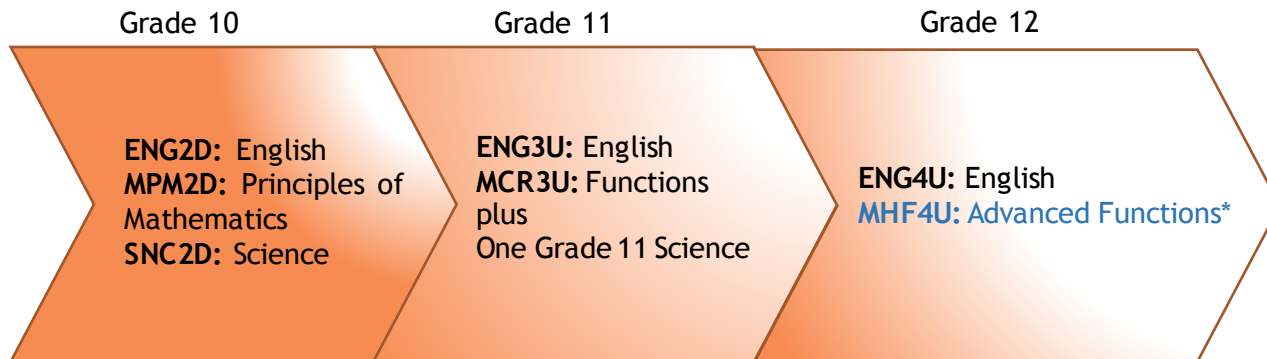 Grade 10
Grade 11
Grade 12
ENG2D: English
MPM2D: Principles of
Mathematics
SNC2D: Science
ENG3U: English
MCR3U: Functions
plus
One Grade 11 Science
ENG4U: English
MHF4U: Advanced Functions*